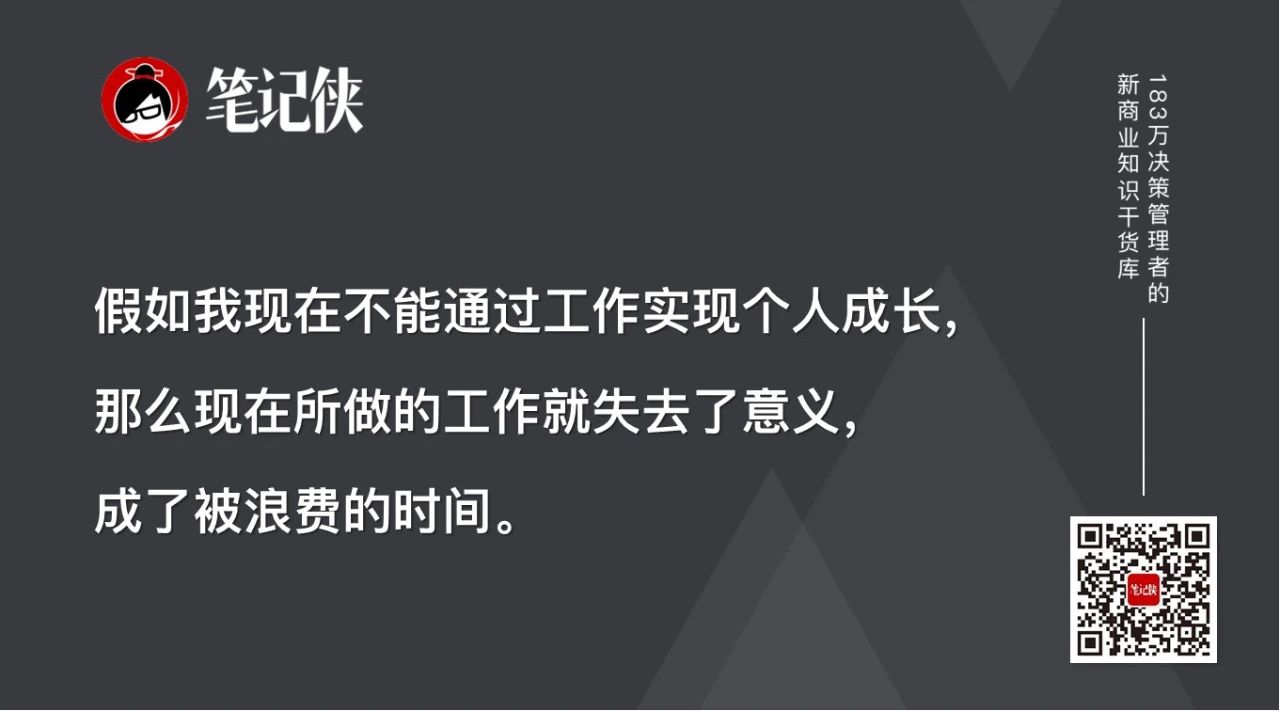 笔记侠
183万决策管理者的
新商业知识干货库
假如我现在不能通过工作实现个人成长，
那么现在所做的工作就失去了意义，
成了被浪费的时间。
笔记侠